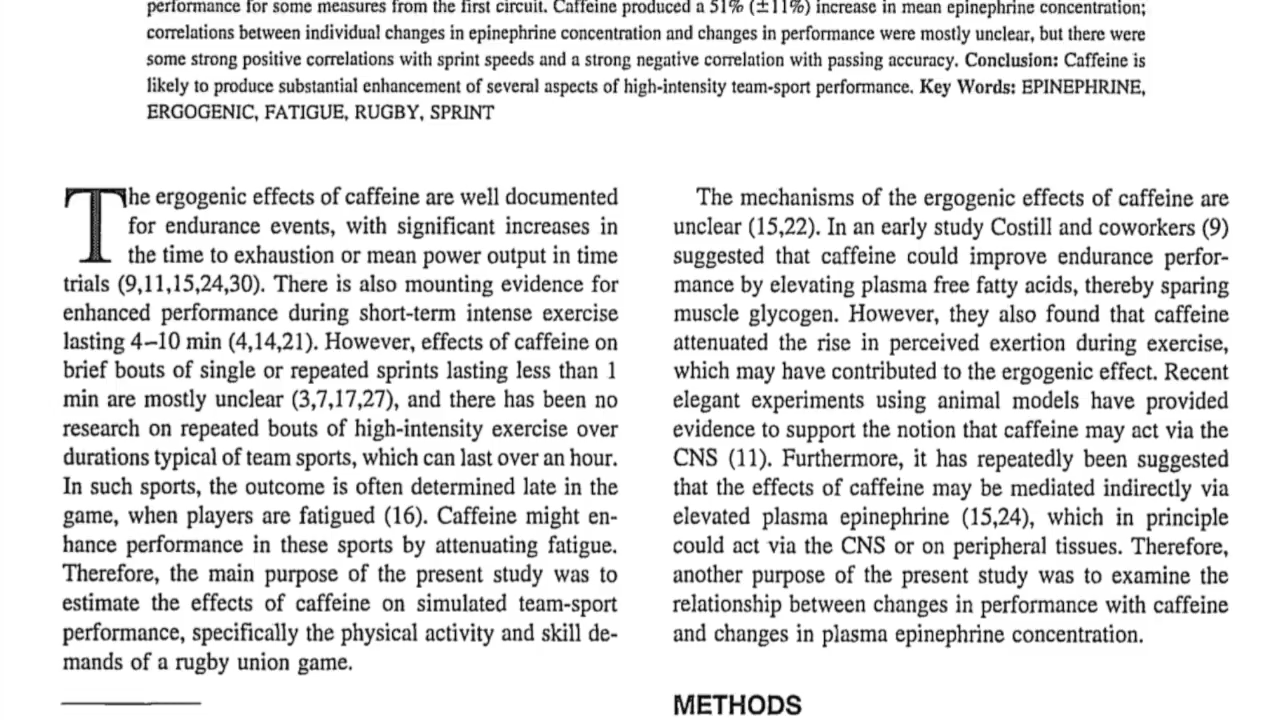 performance for some measures from the first circuit. Caffeine produced a 51% (±11%) increase in mean epinephrine concentration;
correlations between individual changes in epinephrine concentration and changes in performance were mostly unclear, but there were
some strong positive correlations with sprint speeds and a strong negative correlation with passing accuracy. Conclusion: Caffeine is
likely to produce substantial enhancement of several aspects of high-intensity team-sport performance. Key Words: EPINEPHRINE,
ERGOGENIC, FATIGUE, RUGBY, SPRINT
The ergogenic effects of caffeine are well documented
for endurance events, with significant increases in
the time to exhaustion or mean power output in time
trials (9,11,15,24,30). There is also mounting evidence for
enhanced performance during short-term intense exercise
lasting 4–10 min (4,14,21). However, effects of caffeine on
brief bouts of single or repeated sprints lasting less than 1
min are mostly unclear (3,7,17,27), and there has been no
research on repeated bouts of high-intensity exercise over
durations typical of team sports, which can last over an hour.
In such sports, the outcome is often determined late in the
game, when players are fatigued (16). Caffeine might en-
hance performance in these sports by attenuating fatigue.
Therefore, the main purpose of the present study was to
estimate the effects of caffeine on simulated team-sport
performance, specifically the physical activity and skill de-
mands of a rugby union game.
The mechanisms of the ergogenic effects of caffeine are
unclear (15,22). In an early study Costill and coworkers (9)
suggested that caffeine could improve endurance perfor-
mance by elevating plasma free fatty acids, thereby sparing
muscle glycogen. However, they also found that caffeine
attenuated the rise in perceived exertion during exercise,
which may have contributed to the ergogenic effect. Recent
elegant experiments using animal models have provided
evidence to support the notion that caffeine may act via the
CNS (11). Furthermore, it has repeatedly been suggested
that the effects of caffeine may be mediated indirectly via
elevated plasma epinephrine (15,24), which in principle
could act via the CNS or on peripheral tissues. Therefore,
another purpose of the present study was to examine the
relationship between changes in performance with caffeine
and changes in plasma epinephrine concentration.
METHODS